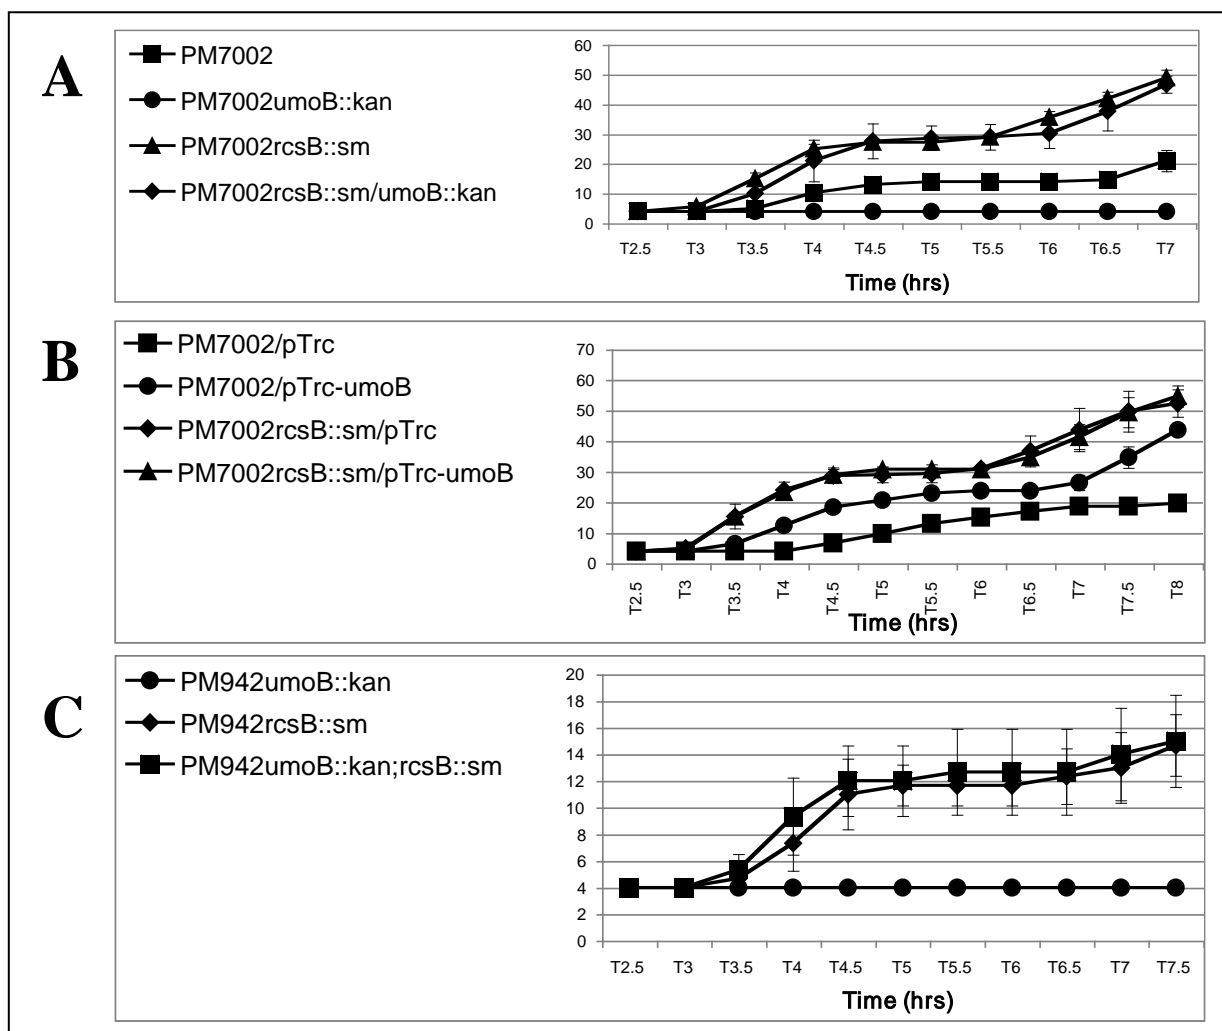 A
PM7002
PM7002umoB::kan
PM7002rcsB::sm
PM7002rcsB::sm/umoB::kan
60
50
40
30
20
10
0
T2.5 T3 T3.5 T4 T4.5 T5 T5.5 T6 T6.5 T7
Time (hrs)
B
PM7002/pTrc
PM7002/pTrc-umoB
PM7002rcsB::sm/pTrc
PM7002rcsB::sm/pTrc-umoB
70
60
50
40
30
20
10
0
T2.5 T3 T3.5 T4 T4.5 T5 T5.5 T6 T6.5 T7 T7.5 T8
Time (hrs)
C
PM942umoB::kan
PM942rcsB::sm
PM942umoB::kan;rcsB::sm
20
18
16
14
12
10
8
6
4
2
0
T2.5 T3 T3.5 T4 T4.5 T5 T5.5 T6 T6.5 T7 T7.5
Time (hrs)